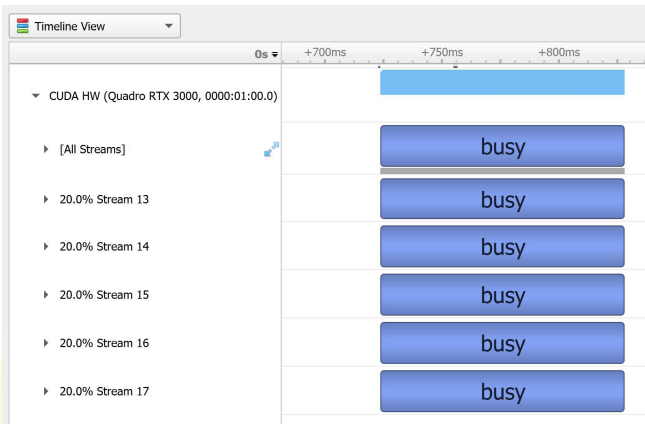 Timeline View
0s +700ms +750ms +800ms
CUDA HW (Quadro RTX 3000, 0000:01:00.0)
[All Streams] busy
20.0% Stream 13 busy
20.0% Stream 14 busy
20.0% Stream 15 busy
20.0% Stream 16 busy
20.0% Stream 17 busy